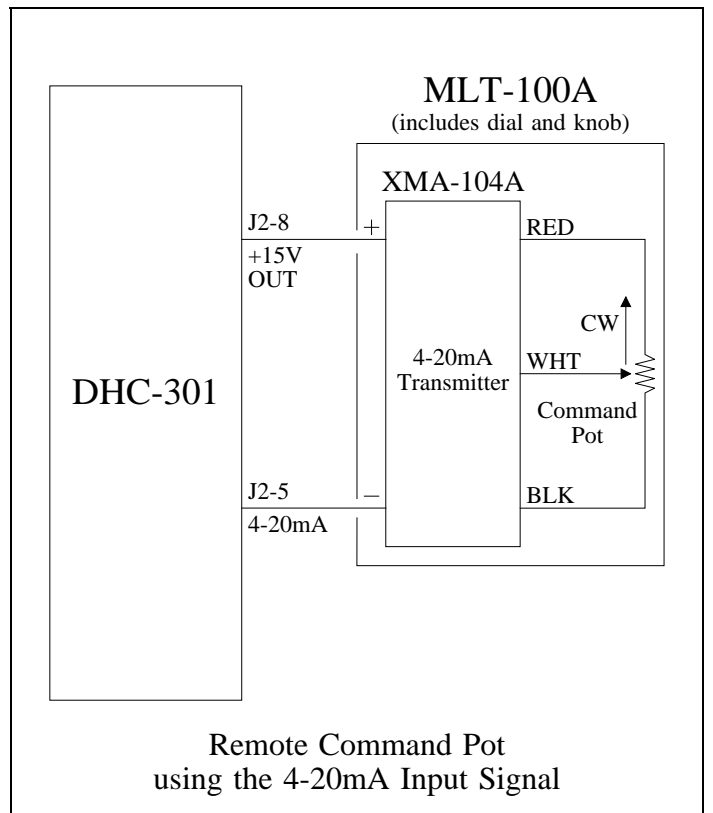 MLT-100A
(includes dial and knob)
XMA-104A
J2-8
+
RED
+15V
OUT
CW
DHC-301
4-20mA
Transmitter
WHT
Command
Pot
J2-5
−
BLK
4-20mA
Remote Command Pot
using the 4-20mA Input Signal